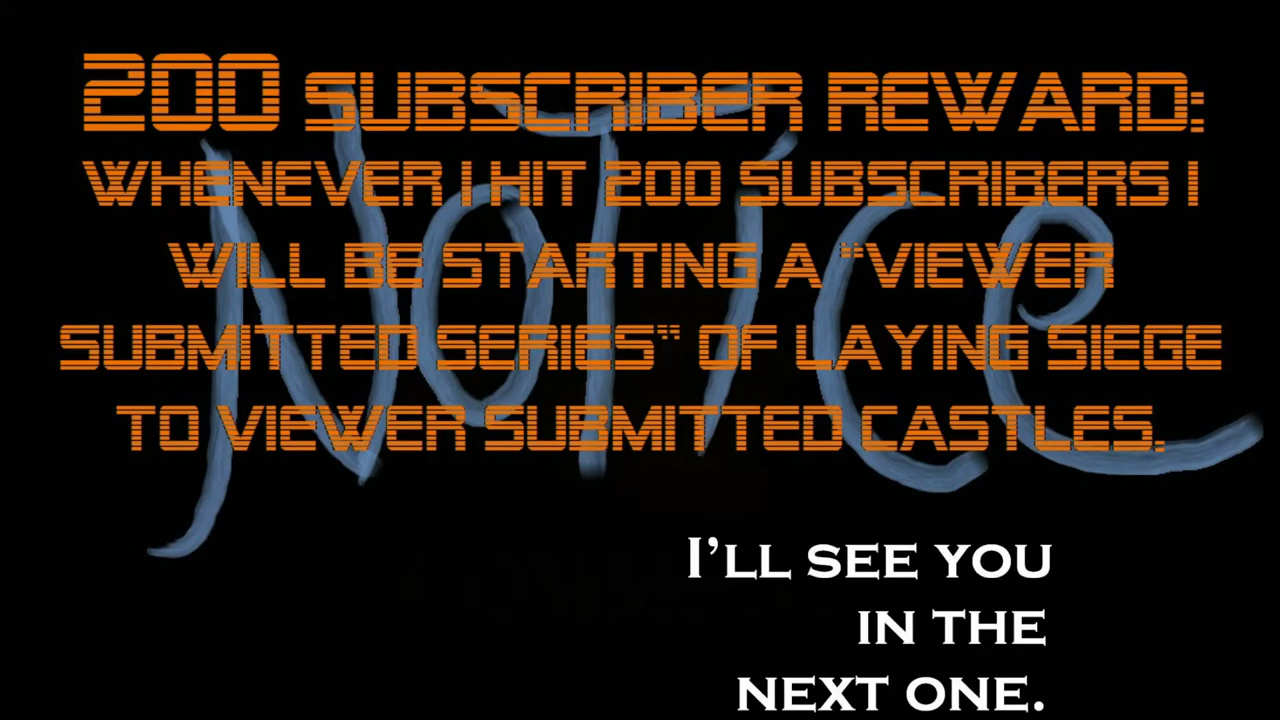 200 SUBSCRIBER REWARD:
WHENEVER I HIT 200 SUBSCRIBERS I
WILL BE STARTING A "VIEWER
SUBMITTED SERIES" OF LAYING SIEGE
TO VIEWER SUBMITTED CASTLES.
NoTice
I'LL SEE YOU
IN THE
NEXT ONE.